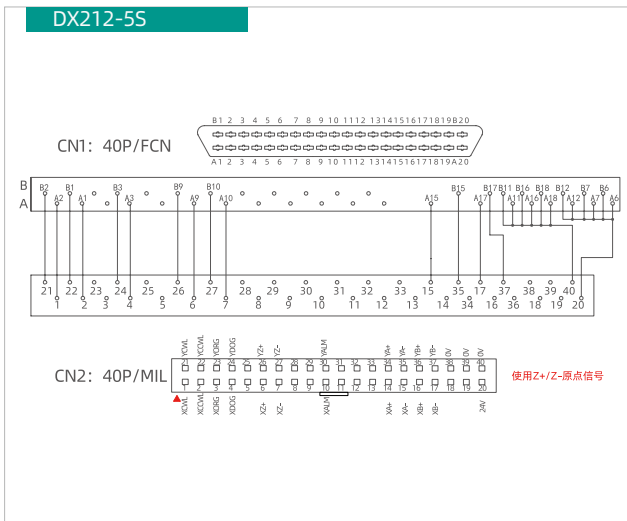 DX212-5S
B1 2 3 4 5 6 7 8 9 10 11 12 13 14 15 16 17 18 19 B20
CN1: 40P/FCN
A1 2 3 4 5 6 7 8 9 10 11 12 13 14 15 16 17 18 19 A20
B B2 B1 B3 B9 B10 B15 B17 B11 B16 B18 B12 B7 B6
A A2 A1 A3 A9 A10 A15 A17 A11 A16 A18 A12 A7 A6
21 22 23 24 25 26 27 28 29 30 31 32 33 15 35 17 37 38 39 40
1 2 3 4 5 6 7 28 9 10 11 12 13 14 34 16 36 18 19 20
YCWL YCCWL YORG YDOG YZ+ YZ- YALM YA+ YA- YB+ YB- 0V 0V 0V
21 22 23 24 25 26 27 28 29 30 31 32 33 34 35 36 37 38 39 40
CN2: 40P/MIL
使用Z+/Z-原点信号
1 2 3 4 5 6 7 8 9 10 11 12 13 14 15 16 17 18 19 20
XCWL XCCWL XORG XDOG XZ+ XZ- XALM XA+ XA- XB+ XB- 24V